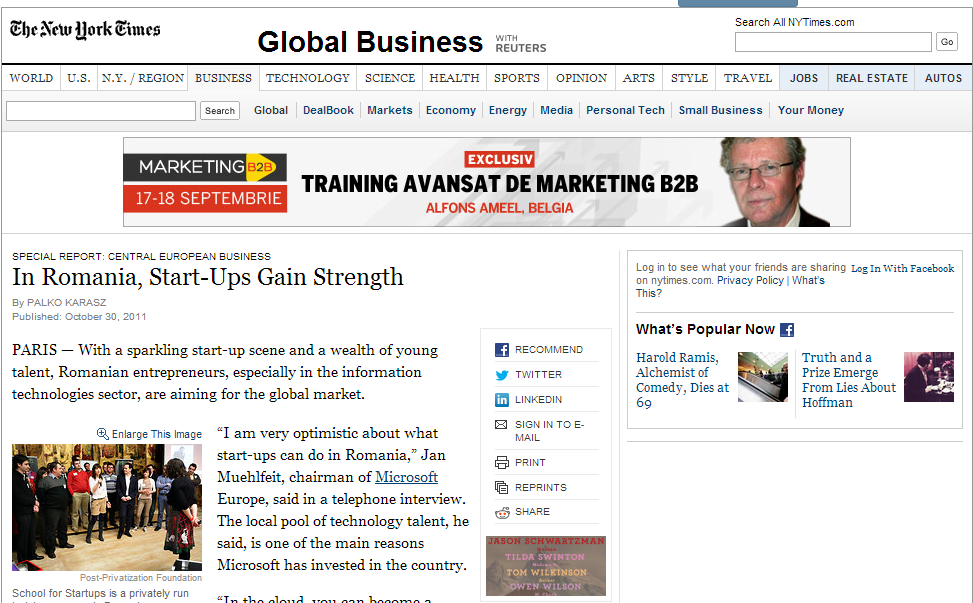 The New York Times
Global Business
WITH
REUTERS
Search All NYTimes.com
Go
WORLD U.S. N.Y. / REGION BUSINESS TECHNOLOGY SCIENCE HEALTH SPORTS OPINION ARTS STYLE TRAVEL JOBS REAL ESTATE AUTOS
Search Global DealBook Markets Economy Energy Media Personal Tech Small Business Your Money
MARKETING B2B
17-18 SEPTEMBRIE
EXCLUSIV
TRAINING AVANSAT DE MARKETING B2B
ALFONS AMEEL, BELGIA
SPECIAL REPORT: CENTRAL EUROPEAN BUSINESS
In Romania, Start-Ups Gain Strength
By PALKO KARASZ
Published: October 30, 2011
PARIS — With a sparkling start-up scene and a wealth of young
talent, Romanian entrepreneurs, especially in the information
technologies sector, are aiming for the global market.
Enlarge This Image
Post-Privatization Foundation
School for Startups is a privately run
“I am very optimistic about what
start-ups can do in Romania,” Jan
Muehlfeit, chairman of Microsoft
Europe, said in a telephone interview.
The local pool of technology talent, he
said, is one of the main reasons
Microsoft has invested in the country.
“In the cloud, you can become a
RECOMMEND
TWITTER
LINKEDIN
SIGN IN TO E-
MAIL
PRINT
REPRINTS
SHARE
JASON SCHWARTZMAN
TILDA SWINTON
TOM WILKINSON
OWEN WILSON
Log in to see what your friends are sharing
on nytimes.com. Privacy Policy | What's
This?
Log In With Facebook
What’s Popular Now
Harold Ramis,
Alchemist of
Comedy, Dies at
69
Truth and a
Prize Emerge
From Lies About
Hoffman